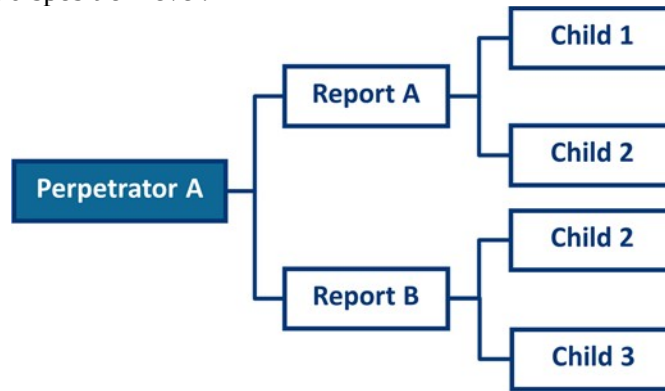 Child 1
Report A
Child 2
Perpetrator A
Child 2
Report B
Child 3